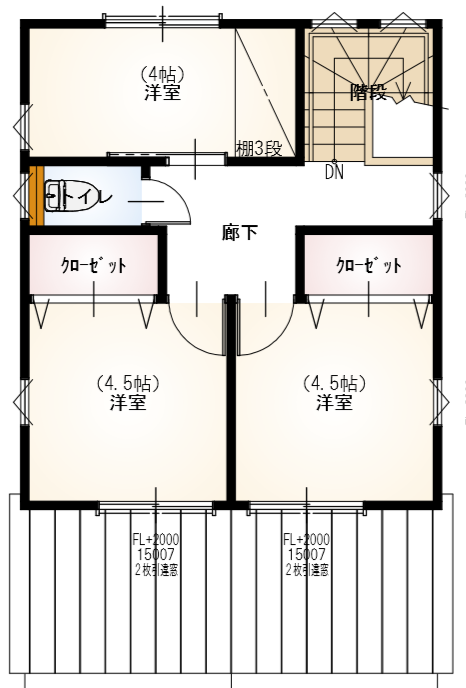 (4帖)
洋室
階段
棚3段
DN
トイレ
廊下
クローゼット
クローゼット
(4.5帖)
洋室
(4.5帖)
洋室
FL+2000
15007
2枚引違窓
FL+2000
15007
2枚引違窓